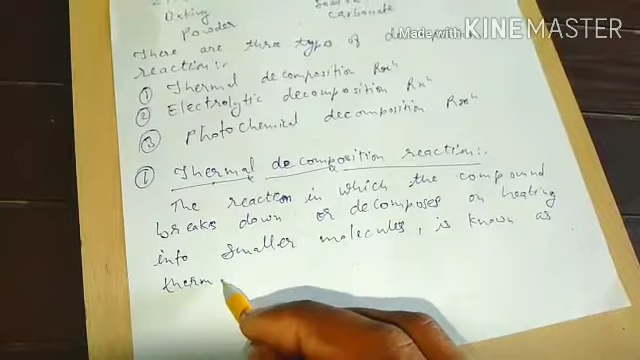 Baking
Powder
carbonate
Made with KINEMASTER
There are three types of
reaction:-
① Thermal decomposition Rxn
② Electrolytic decomposition Rxn
③ Photochemical decomposition Rxn
① Thermal decomposition reaction:-
The reaction in which the compound
breaks down or decomposes on heating
into smaller molecules, is known as
therm